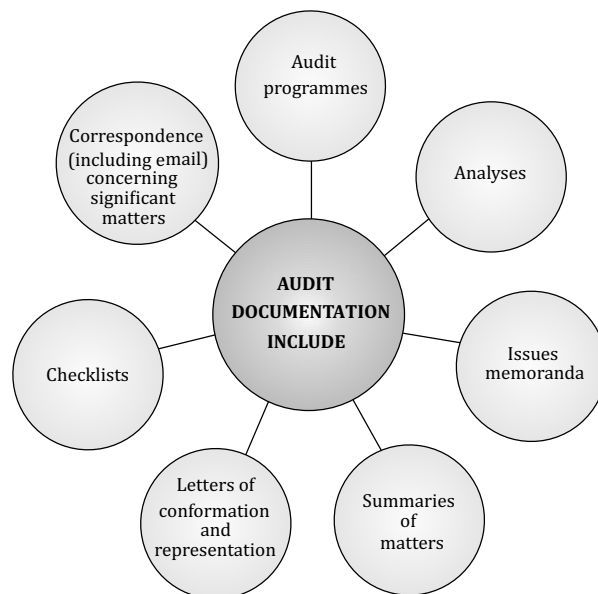 Audit
programmes
Correspondence
(including email)
concerning
significant
matters
Analyses
AUDIT
DOCUMENTATION
INCLUDE
Issues
memoranda
Checklists
Letters of
conformation
and
representation
Summaries
of
matters